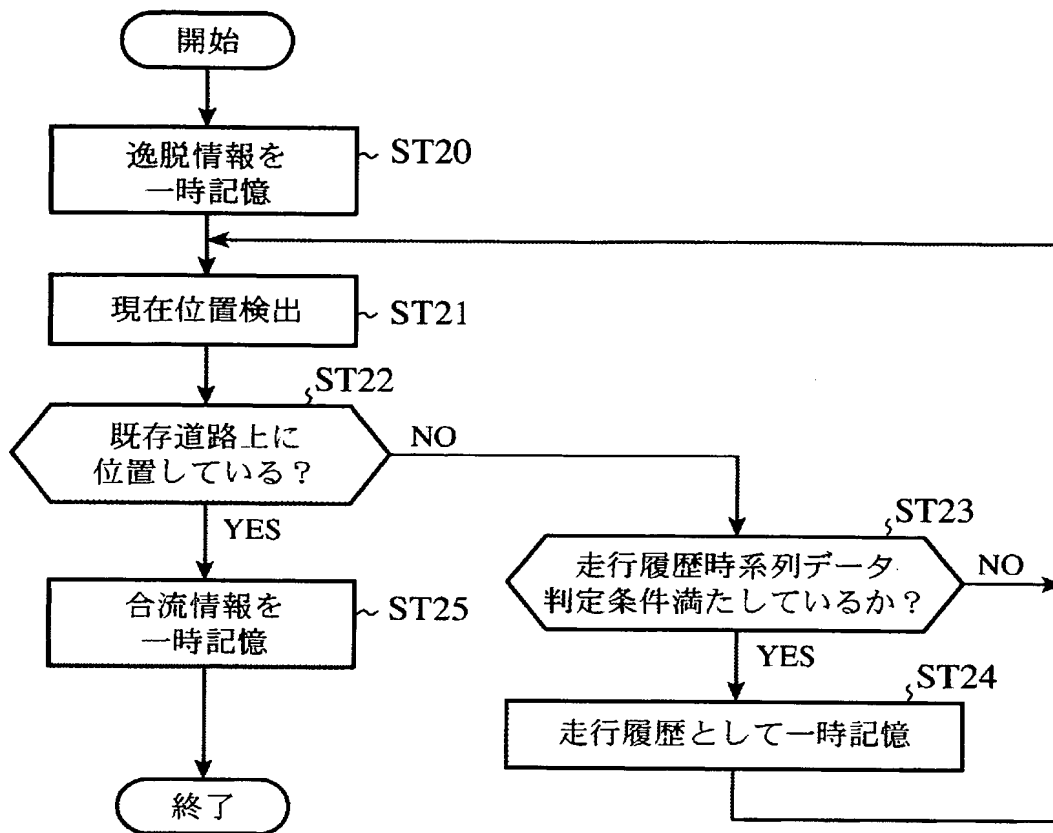 開始
逸脱情報を
一時記憶
ST20
現在位置検出
ST21
ST22
既存道路上に
位置している？
NO
YES
ST23
走行履歴時系列データ
判定条件満たしているか？
NO
YES
合流情報を
一時記憶
ST25
ST24
走行履歴として一時記憶
終了